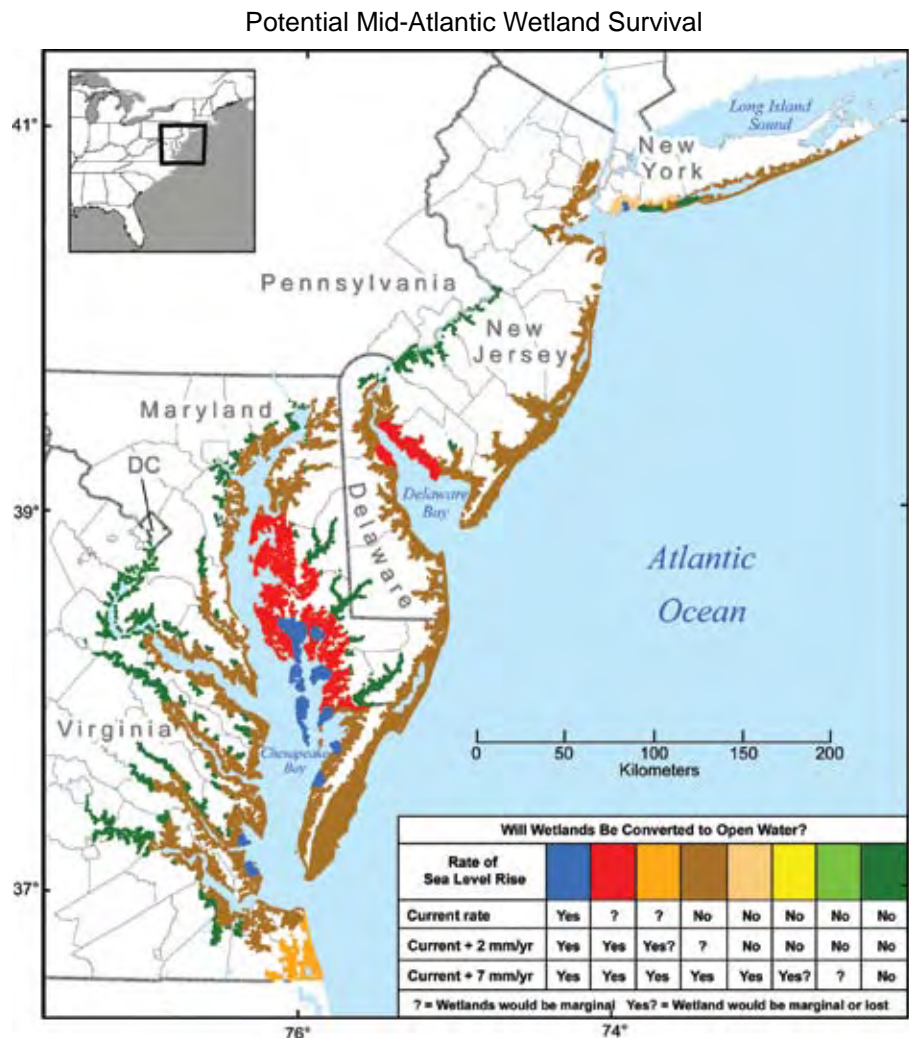 Potential Mid-Atlantic Wetland Survival
41°
Long Island
Sound
New
York
Pennsylvania
New
Jersey
Maryland
DC
39°
Delaware
Delaware
Bay
Atlantic
Ocean
Virginia
Chesapeake
Bay
0 50 100 150 200
Kilometers
37°
Will Wetlands Be Converted to Open Water?
Rate of
Sea Level Rise
Current rate Yes ? ? No No No No No
Current + 2 mm/yr Yes Yes Yes? ? No No No No
Current + 7 mm/yr Yes Yes Yes Yes Yes Yes? ? No
? = Wetlands would be marginal Yes? = Wetland would be marginal or lost
76° 74°